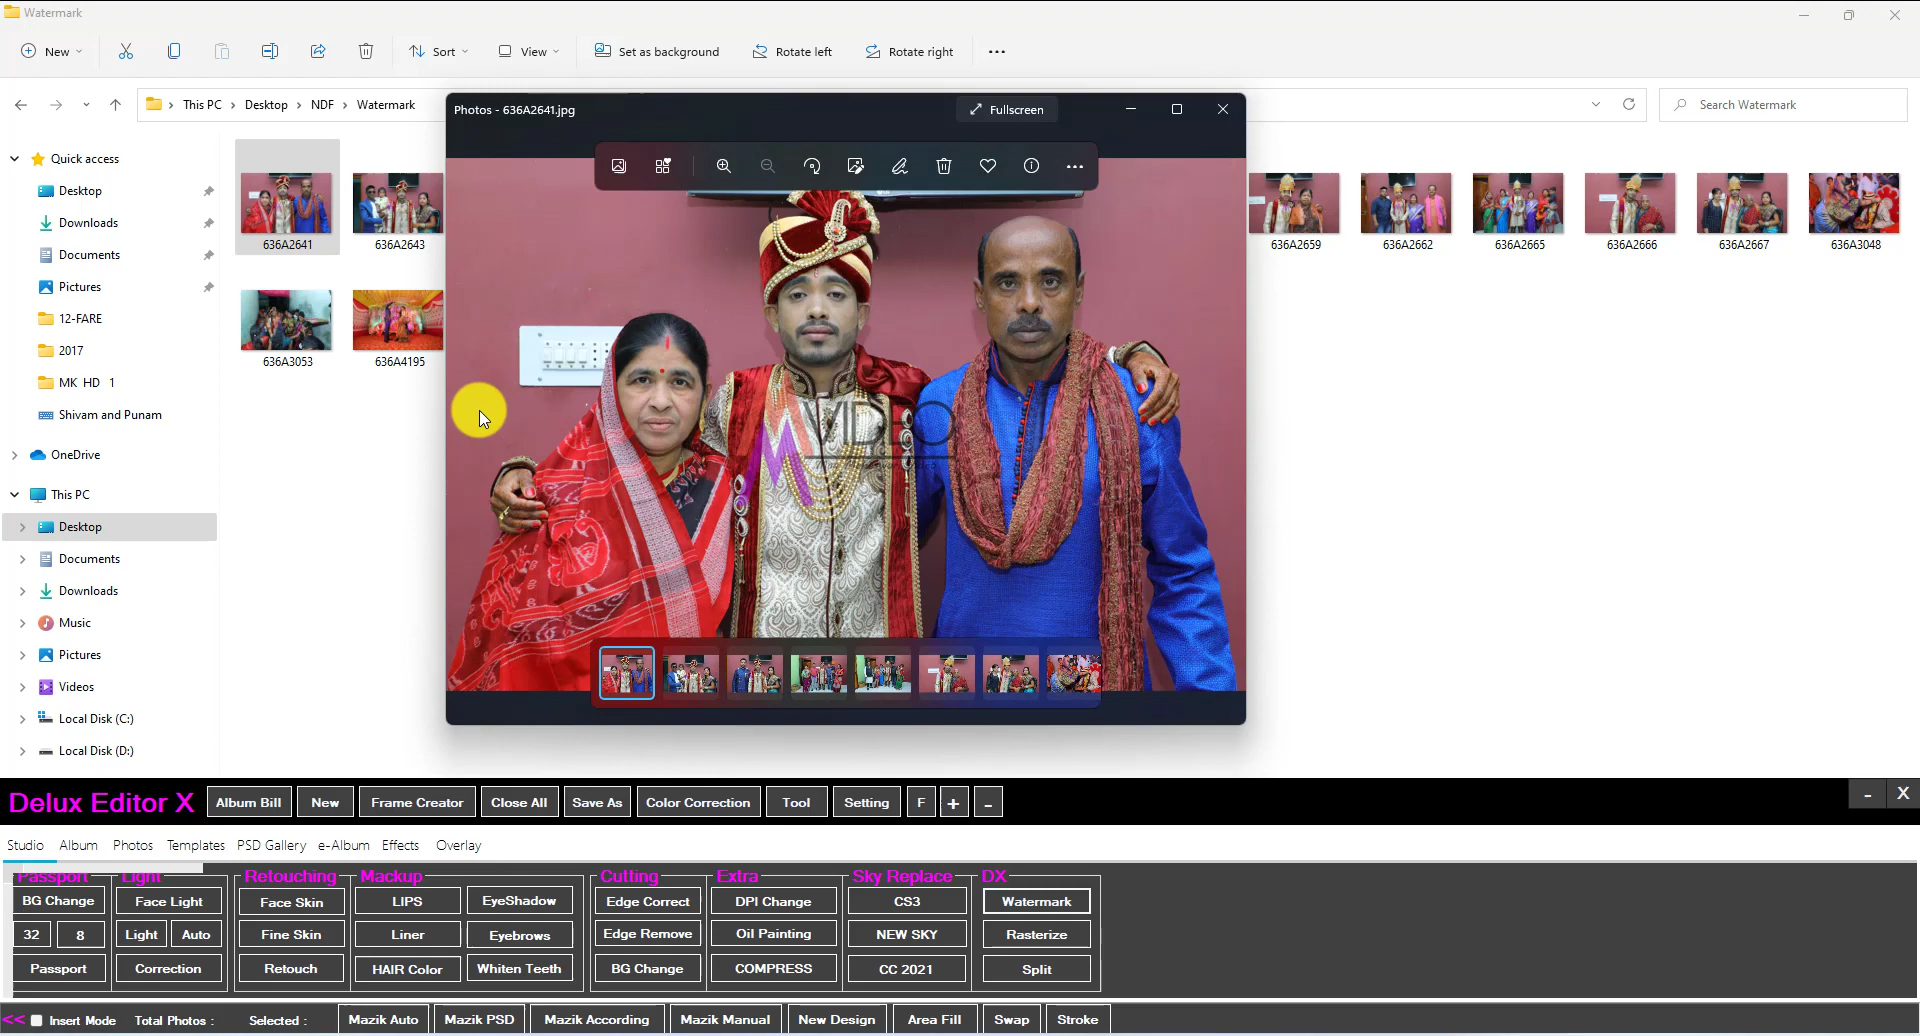 Watermark
New
Sort
View
Set as background
Rotate left
Rotate right
This PC > Desktop > NDF > Watermark
Search Watermark
Photos - 636A2641.jpg
Fullscreen
Quick access
Desktop
Downloads
Documents
Pictures
12-FARE
2017
MK HD 1
Shivam and Punam
OneDrive
This PC
Desktop
Documents
Downloads
Music
Pictures
Videos
Local Disk (C:)
Local Disk (D:)
636A2641
636A2643
636A2659
636A2662
636A2665
636A2666
636A2667
636A3048
636A3053
636A4195
VIDEO
Delux Editor X
Album Bill
New
Frame Creator
Close All
Save As
Color Correction
Tool
Setting
F
+
-
-
X
Studio
Album
Photos
Templates
PSD Gallery
e-Album
Effects
Overlay
Passport
BG Change
32
8
Passport
Light
Face Light
Light
Auto
Correction
Retouching
Face Skin
Fine Skin
Retouch
Mackup
LIPS
EyeShadow
Liner
Eyebrows
HAIR Color
Whiten Teeth
Cutting
Edge Correct
Edge Remove
BG Change
Extra
DPI Change
Oil Painting
COMPRESS
Sky Replace
CS3
NEW SKY
CC 2021
DX
Watermark
Rasterize
Split
<<
Insert Mode
Total Photos :
Selected :
Mazik Auto
Mazik PSD
Mazik According
Mazik Manual
New Design
Area Fill
Swap
Stroke